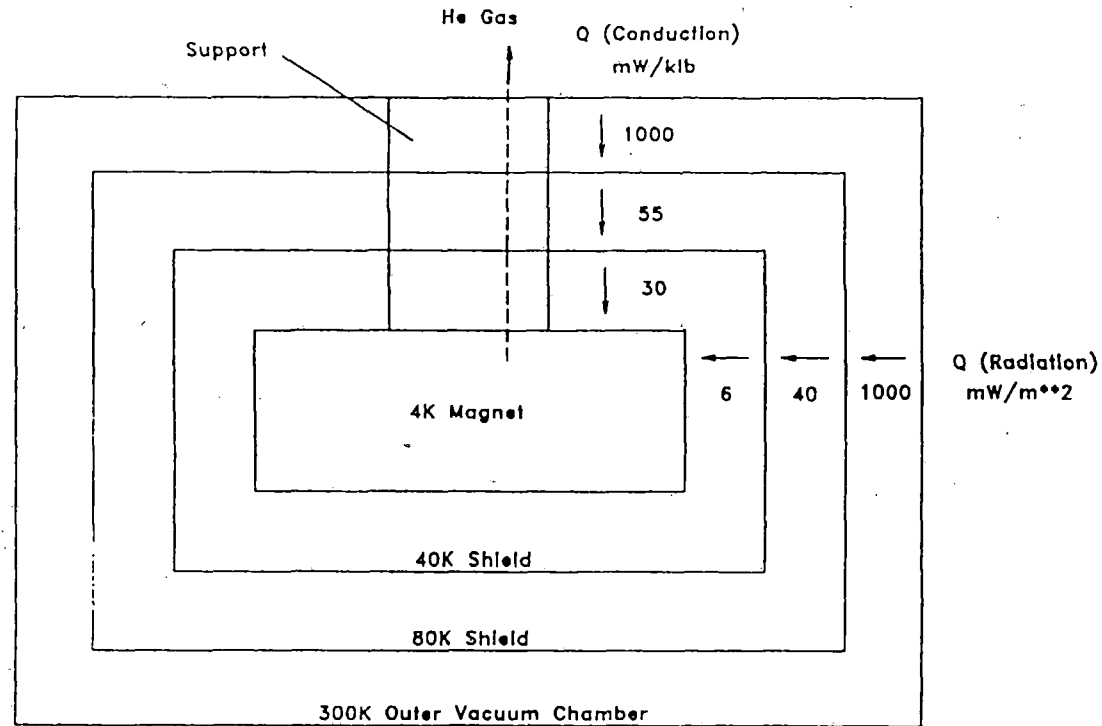 He Gas
Q (Conduction)
mW/klb
Support
1000
55
30
Q (Radiation)
mW/m**2
6
40
1000
4K Magnet
40K Shield
80K Shield
300K Outer Vacuum Chamber